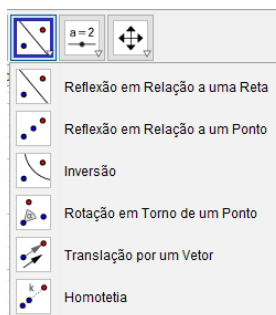 a=2
Reflexão em Relação a uma Reta
Reflexão em Relação a um Ponto
Inversão
α
Rotação em Torno de um Ponto
Translação por um Vetor
k
Homotetia